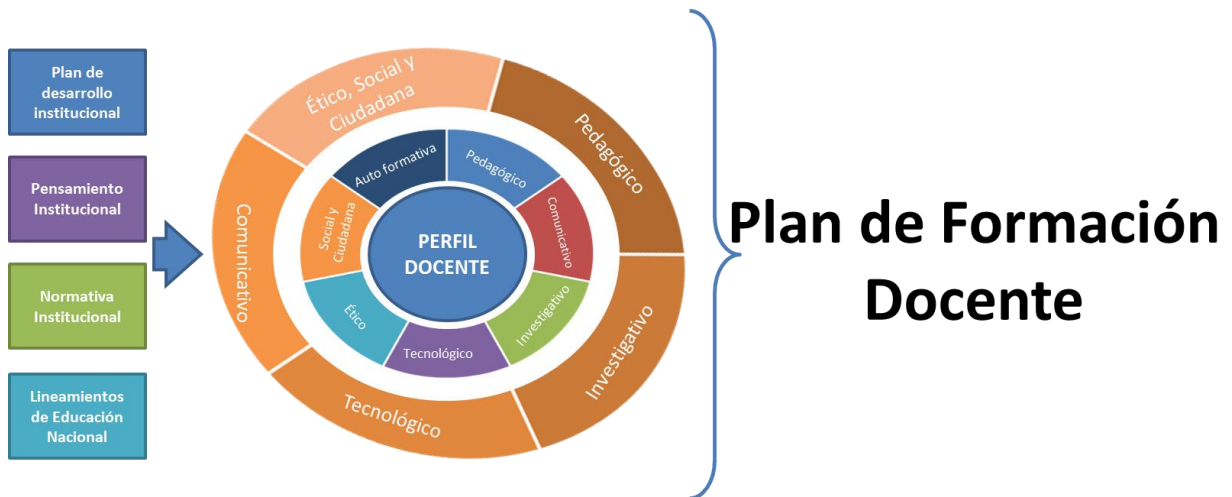 Plan de
desarrollo
institucional
Pensamiento
Institucional
Normativa
Institucional
Lineamientos
de Educación
Nacional
Ético, Social y
Ciudadana
Pedagógico
Investigativo
Tecnológico
Comunicativo
Auto formativa
Pedagógico
Comunicativo
Investigativo
Tecnológico
Ético
Social y
Ciudadana
PERFIL
DOCENTE
Plan de Formación
Docente